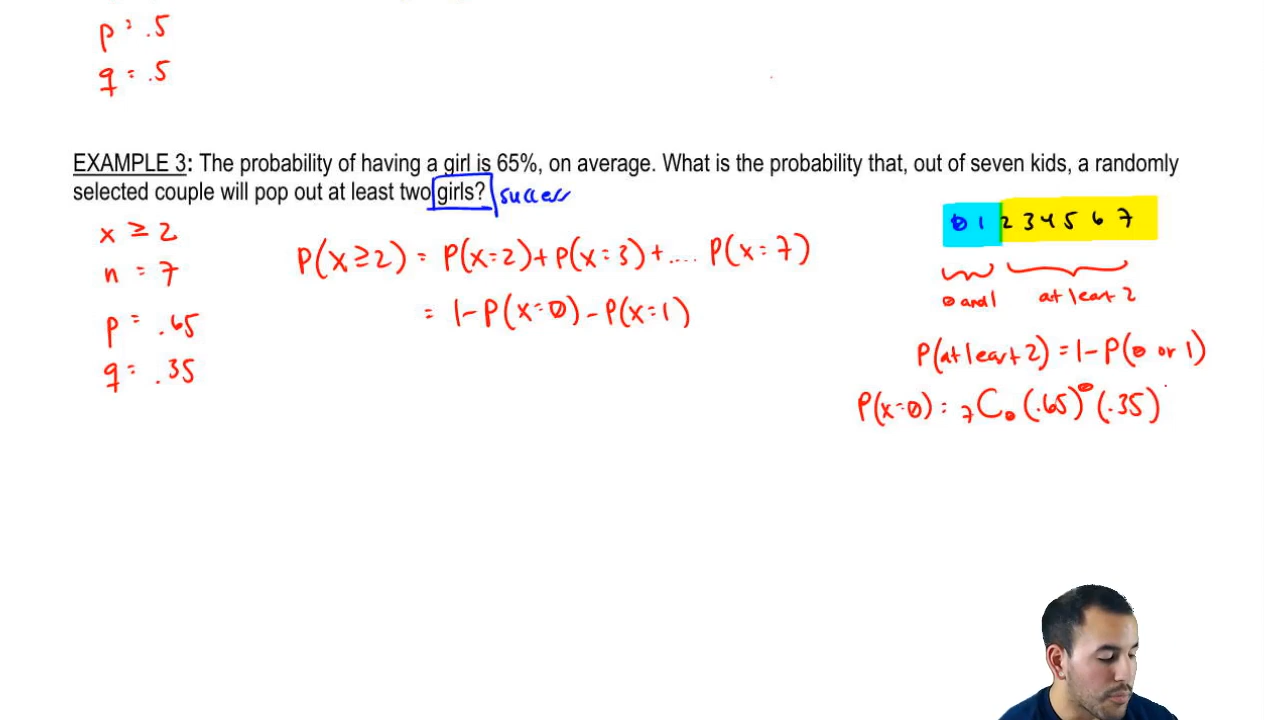 p = .5
q = .5
EXAMPLE 3: The probability of having a girl is 65%, on average. What is the probability that, out of seven kids, a randomly
selected couple will pop out at least two girls? success
x ≥ 2
n = 7
p = .65
q = .35
P(x≥2) = P(x=2) + P(x=3) + .... P(x=7)
= 1 - P(x=0) - P(x=1)
0 1 2 3 4 5 6 7
0 and 1 at least 2
P(at least 2) = 1 - P(0 or 1)
P(x=0) = ₇C₀ (.65)⁰ (.35)